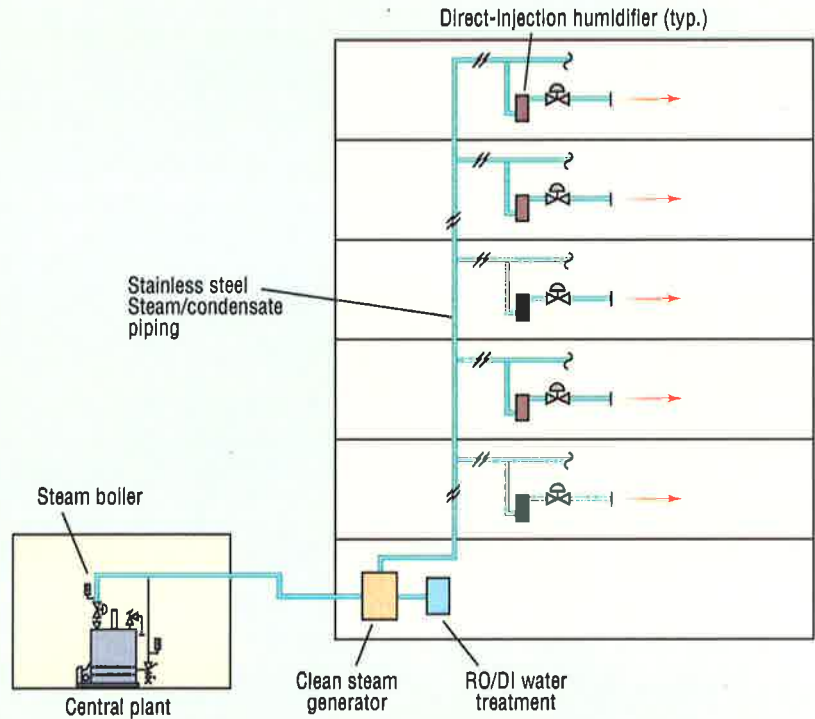 Direct-Injection humidifier (typ.)
Stainless steel
Steam/condensate
piping
Steam boiler
Clean steam
generator
RO/DI water
treatment
Central plant